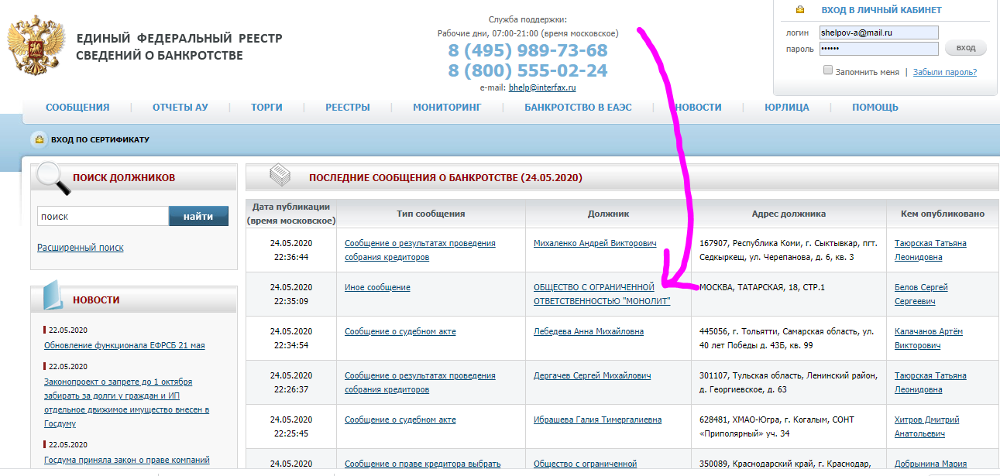 ЕДИНЫЙ ФЕДЕРАЛЬНЫЙ РЕЕСТР
СВЕДЕНИЙ О БАНКРОТСТВЕ
Служба поддержки:
Рабочие дни, 07:00-21:00 (время московское)
8 (495) 989-73-68
8 (800) 555-02-24
e-mail: bhelp@interfax.ru
ВХОД В ЛИЧНЫЙ КАБИНЕТ
логин shelpov-a@mail.ru
пароль •••••• вход
Запомнить меня | Забыли пароль?
СООБЩЕНИЯ ОТЧЕТЫ АУ ТОРГИ РЕЕСТРЫ МОНИТОРИНГ БАНКРОТСТВО В ЕАЭС НОВОСТИ ЮРЛИЦА ПОМОЩЬ
ВХОД ПО СЕРТИФИКАТУ
ПОИСК ДОЛЖНИКОВ
поиск найти
Расширенный поиск
НОВОСТИ
22.05.2020
Обновление функционала ЕФРСБ 21 мая
22.05.2020
Законопроект о запрете до 1 октября
забирать за долги у граждан и ИП
отдельное движимое имущество внесен в
Госдуму
22.05.2020
Госдума приняла закон о праве компаний
ПОСЛЕДНИЕ СООБЩЕНИЯ О БАНКРОТСТВЕ (24.05.2020)
Дата публикации
(время московское)
Тип сообщения
Должник
Адрес должника
Кем опубликовано
24.05.2020
22:36:44
Сообщение о результатах проведения
собрания кредиторов
Михаленко Андрей Викторович
167907, Республика Коми, г. Сыктывкар, пгт.
Седкыркещ, ул. Черепанова, д. 6, кв. 3
Таюрская Татьяна
Леонидовна
24.05.2020
22:35:09
Иное сообщение
ОБЩЕСТВО С ОГРАНИЧЕННОЙ
ОТВЕТСТВЕННОСТЬЮ "МОНОЛИТ"
МОСКВА, ТАТАРСКАЯ, 18, СТР.1
Белов Сергей
Сергеевич
24.05.2020
22:34:54
Сообщение о судебном акте
Лебедева Анна Михайловна
445056, г. Тольятти, Самарская область, ул.
40 лет Победы д. 43Б, кв. 99
Калачанов Артём
Викторович
24.05.2020
22:26:37
Сообщение о результатах проведения
собрания кредиторов
Дергачев Сергей Михайлович
301107, Тульская область, Ленинский район,
д. Георгиевское, д. 63
Таюрская Татьяна
Леонидовна
24.05.2020
22:25:45
Сообщение о судебном акте
Ибрашева Галия Тимергалиевна
628481, ХМАО-Югра, г. Когалым, СОНТ
«Приполярный» уч. 34
Хитров Дмитрий
Анатольевич
24.05.2020
Сообщение о праве кредитора выбрать
Общество с ограниченной
350089, Краснодарский край, г. Краснодар,
Добрынина Мария